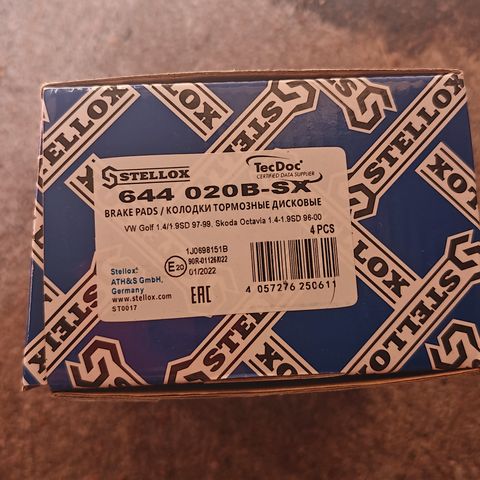 STELLOX
TecDoc
CERTIFIED DATA SUPPLIER
644 020B-SX
BRAKE PADS / КОЛОДКИ ТОРМОЗНЫЕ ДИСКОВЫЕ
VW Golf 1.4/1.9SD 97-99, Skoda Octavia 1.4-1.9SD 96-00
4 PCS
1J0698151B
E20 90R-01126/022
01/2022
Stellox:
ATH&S GmbH,
Germany
www.stellox.com
ST0017
EAC
4 057276 250611
STELLOX
STELLOX
STELLOX